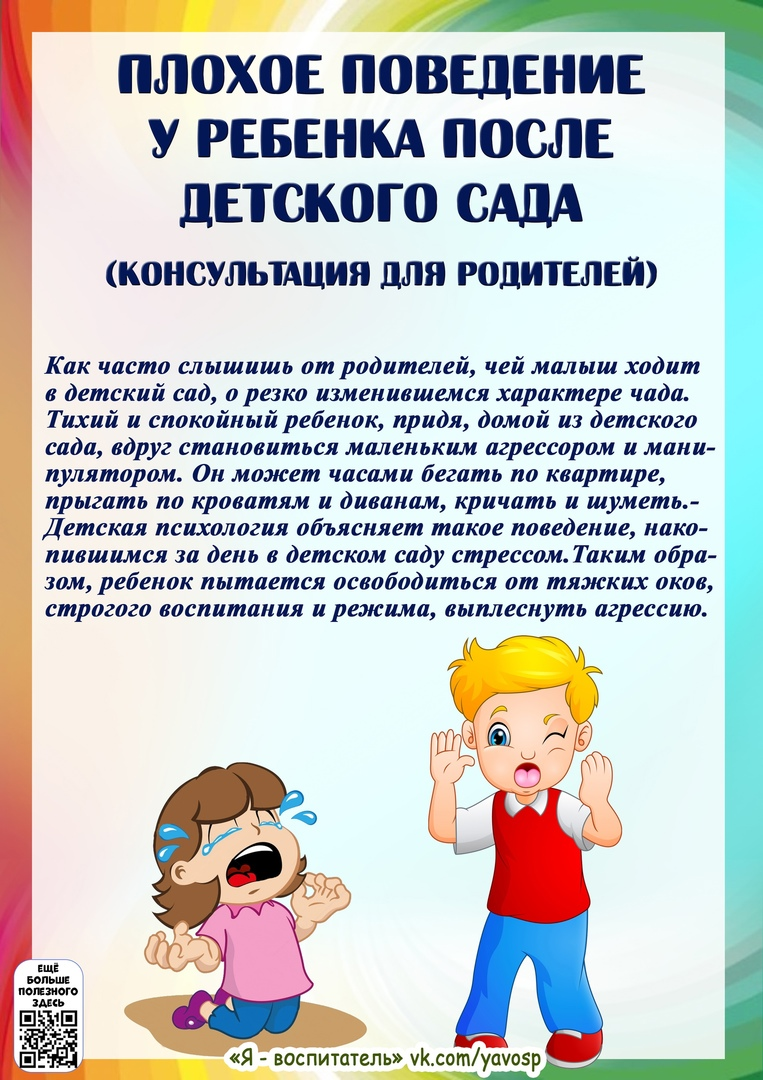 ПЛОХОЕ ПОВЕДЕНИЕ
У РЕБЕНКА ПОСЛЕ
ДЕТСКОГО САДА
(КОНСУЛЬТАЦИЯ ДЛЯ РОДИТЕЛЕЙ)
Как часто слышишь от родителей, чей малыш ходит
в детский сад, о резко изменившемся характере чада.
Тихий и спокойный ребенок, придя, домой из детского
сада, вдруг становиться маленьким агрессором и мани-
пулятором. Он может часами бегать по квартире,
прыгать по кроватям и диванам, кричать и шуметь.-
Детская психология объясняет такое поведение, нако-
пившимся за день в детском саду стрессом.Таким обра-
зом, ребенок пытается освободиться от тяжких оков,
строгого воспитания и режима, выплеснуть агрессию.
ЕЩЁ
БОЛЬШЕ
ПОЛЕЗНОГО
ЗДЕСЬ
«Я - воспитатель» vk.com/yavosp